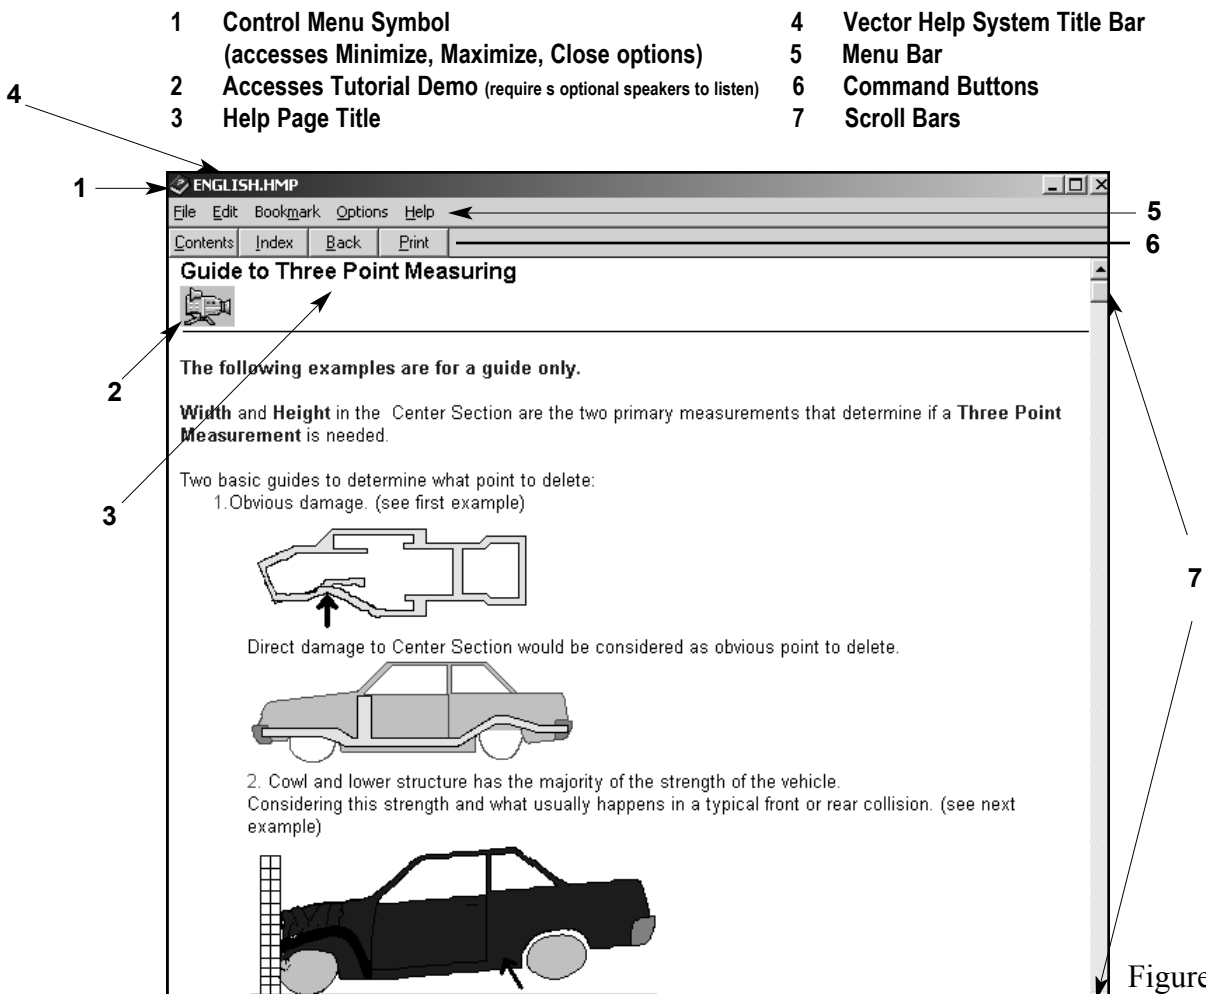 1 Control Menu Symbol
(accesses Minimize, Maximize, Close options)
2 Accesses Tutorial Demo (require s optional speakers to listen)
3 Help Page Title
4 Vector Help System Title Bar
5 Menu Bar
6 Command Buttons
7 Scroll Bars
4
1
ENGLISH.HMP
File Edit Bookmark Options Help
5
Contents Index Back Print
6
Guide to Three Point Measuring
2
The following examples are for a guide only.
Width and Height in the Center Section are the two primary measurements that determine if a Three Point
Measurement is needed.
Two basic guides to determine what point to delete:
1.Obvious damage. (see first example)
3
7
Direct damage to Center Section would be considered as obvious point to delete.
2. Cowl and lower structure has the majority of the strength of the vehicle.
Considering this strength and what usually happens in a typical front or rear collision. (see next
example)
Figure